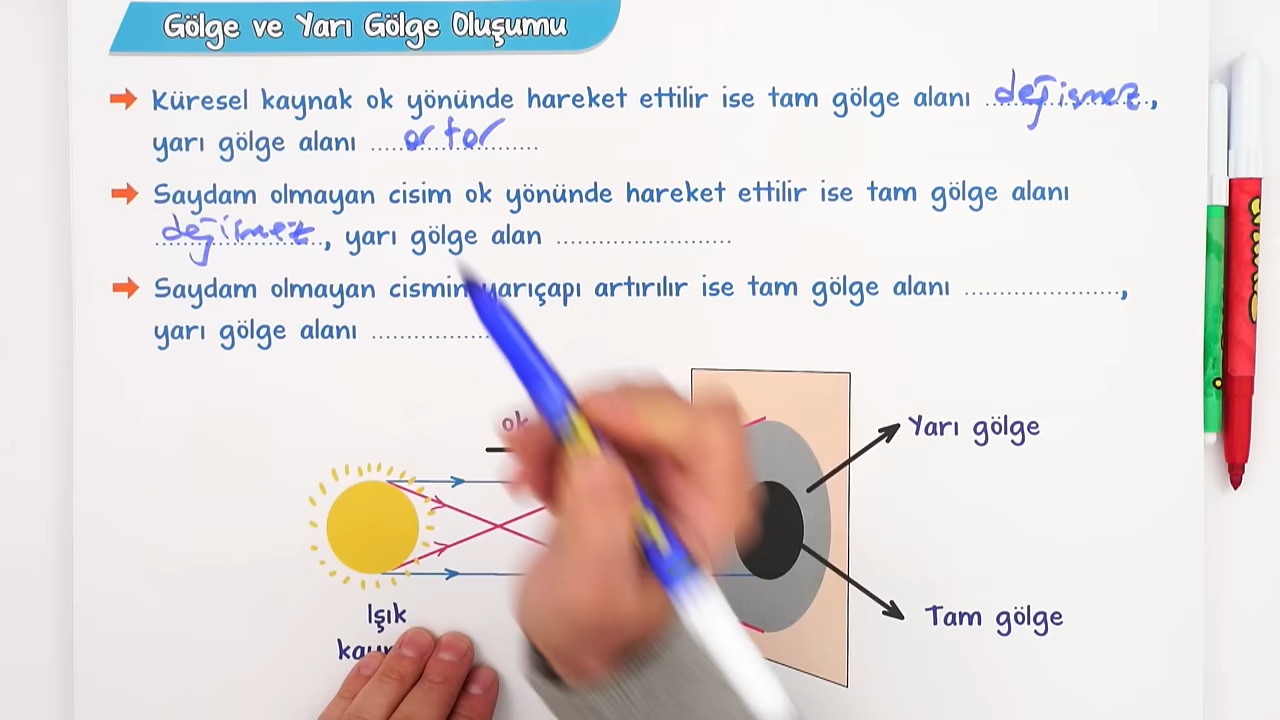 Gölge ve Yarı Gölge Oluşumu
Küresel kaynak ok yönünde hareket ettilir ise tam gölge alanı değişmez,
yarı gölge alanı artar
Saydam olmayan cisim ok yönünde hareket ettilir ise tam gölge alanı
değişmez, yarı gölge alan ....................
Saydam olmayan cismin yarıçapı artırılır ise tam gölge alanı ....................,
yarı gölge alanı ...............
ok
Yarı gölge
Işık
Tam gölge